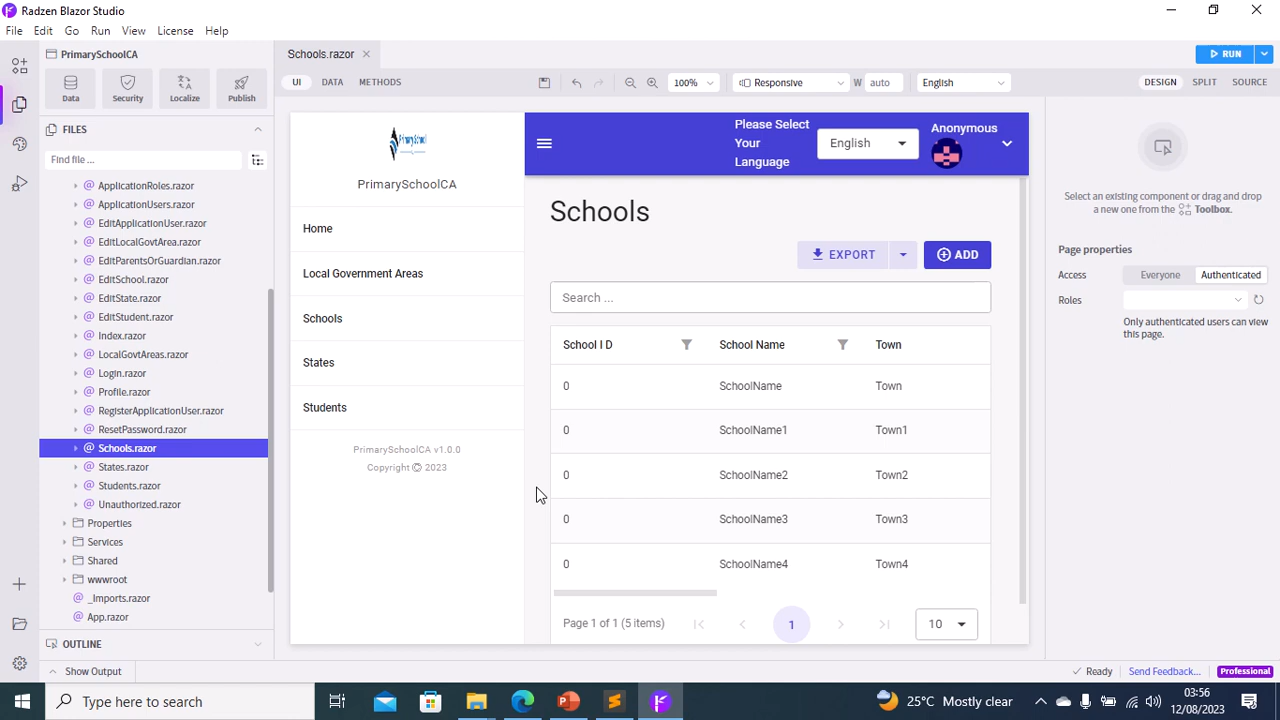 Radzen Blazor Studio
File Edit Go Run View License Help
PrimarySchoolCA
Data Security Localize Publish
FILES
Find file ...
ApplicationRoles.razor
ApplicationUsers.razor
EditApplicationUser.razor
EditLocalGovtArea.razor
EditParentsOrGuardian.razor
EditSchool.razor
EditState.razor
EditStudent.razor
Index.razor
LocalGovtAreas.razor
Login.razor
Profile.razor
RegisterApplicationUser.razor
ResetPassword.razor
Schools.razor
States.razor
Students.razor
Unauthorized.razor
Properties
Services
Shared
wwwroot
_Imports.razor
App.razor
OUTLINE
Show Output
Schools.razor
RUN
UI DATA METHODS
100% Responsive W auto English
DESIGN SPLIT SOURCE
PrimarySchool
PrimarySchoolCA
Home
Local Government Areas
Schools
States
Students
PrimarySchoolCA v1.0.0
Copyright © 2023
Please Select
Your
Language
English
Anonymous
Schools
EXPORT ADD
Search ...
School I D School Name Town
0 SchoolName Town
0 SchoolName1 Town1
0 SchoolName2 Town2
0 SchoolName3 Town3
0 SchoolName4 Town4
Page 1 of 1 (5 items) 1 10
Select an existing component or drag and drop
a new one from the Toolbox.
Page properties
Access Everyone Authenticated
Roles
Only authenticated users can view
this page.
Ready Send Feedback... Professional
Type here to search
25°C Mostly clear
03:56
12/08/2023